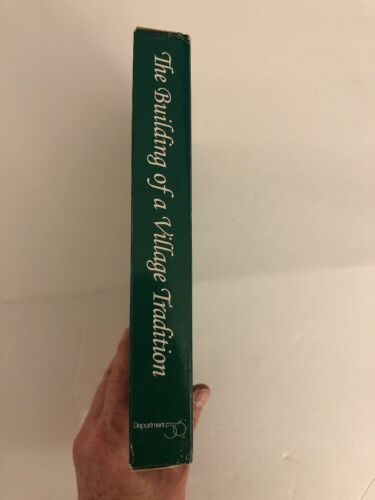 The Building of a Village Tradition
Department 56